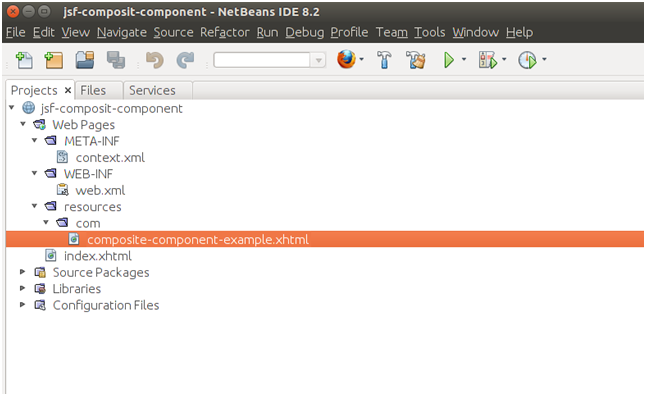 jsf-composit-component - NetBeans IDE 8.2
File Edit View Navigate Source Refactor Run Debug Profile Team Tools Window Help
Projects × Files Services
jsf-composit-component
Web Pages
META-INF
context.xml
WEB-INF
web.xml
resources
com
composite-component-example.xhtml
index.xhtml
Source Packages
Libraries
Configuration Files